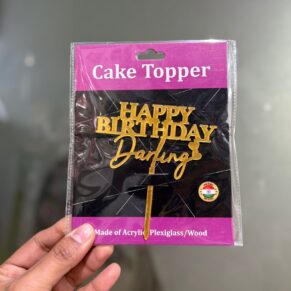 Cake Topper
HAPPY
BIRTHDAY
Darling
Made of Acrylic/Plexiglass/Wood